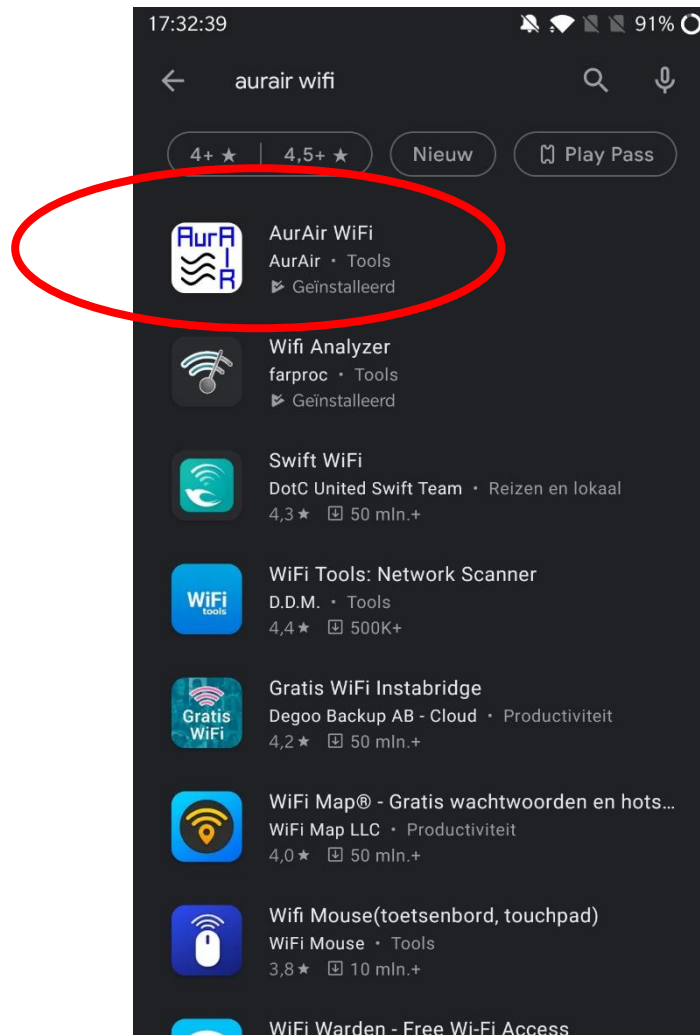 17:32:39 91%
aurair wifi
4+ ★ 4,5+ ★ Nieuw Play Pass
AurAIR
AurAir WiFi
AurAir • Tools
Geïnstalleerd
Wifi Analyzer
farproc • Tools
Geïnstalleerd
Swift WiFi
DotC United Swift Team • Reizen en lokaal
4,3★ 50 mln.+
WiFi tools
WiFi Tools: Network Scanner
D.D.M. • Tools
4,4★ 500K+
Gratis WiFi
Gratis WiFi Instabridge
Degoo Backup AB - Cloud • Productiviteit
4,2★ 50 mln.+
WiFi Map® - Gratis wachtwoorden en hots...
WiFi Map LLC • Productiviteit
4,0★ 50 mln.+
Wifi Mouse(toetsenbord, touchpad)
WiFi Mouse • Tools
3,8★ 10 mln.+
WiFi Warden - Free Wi-Fi Access